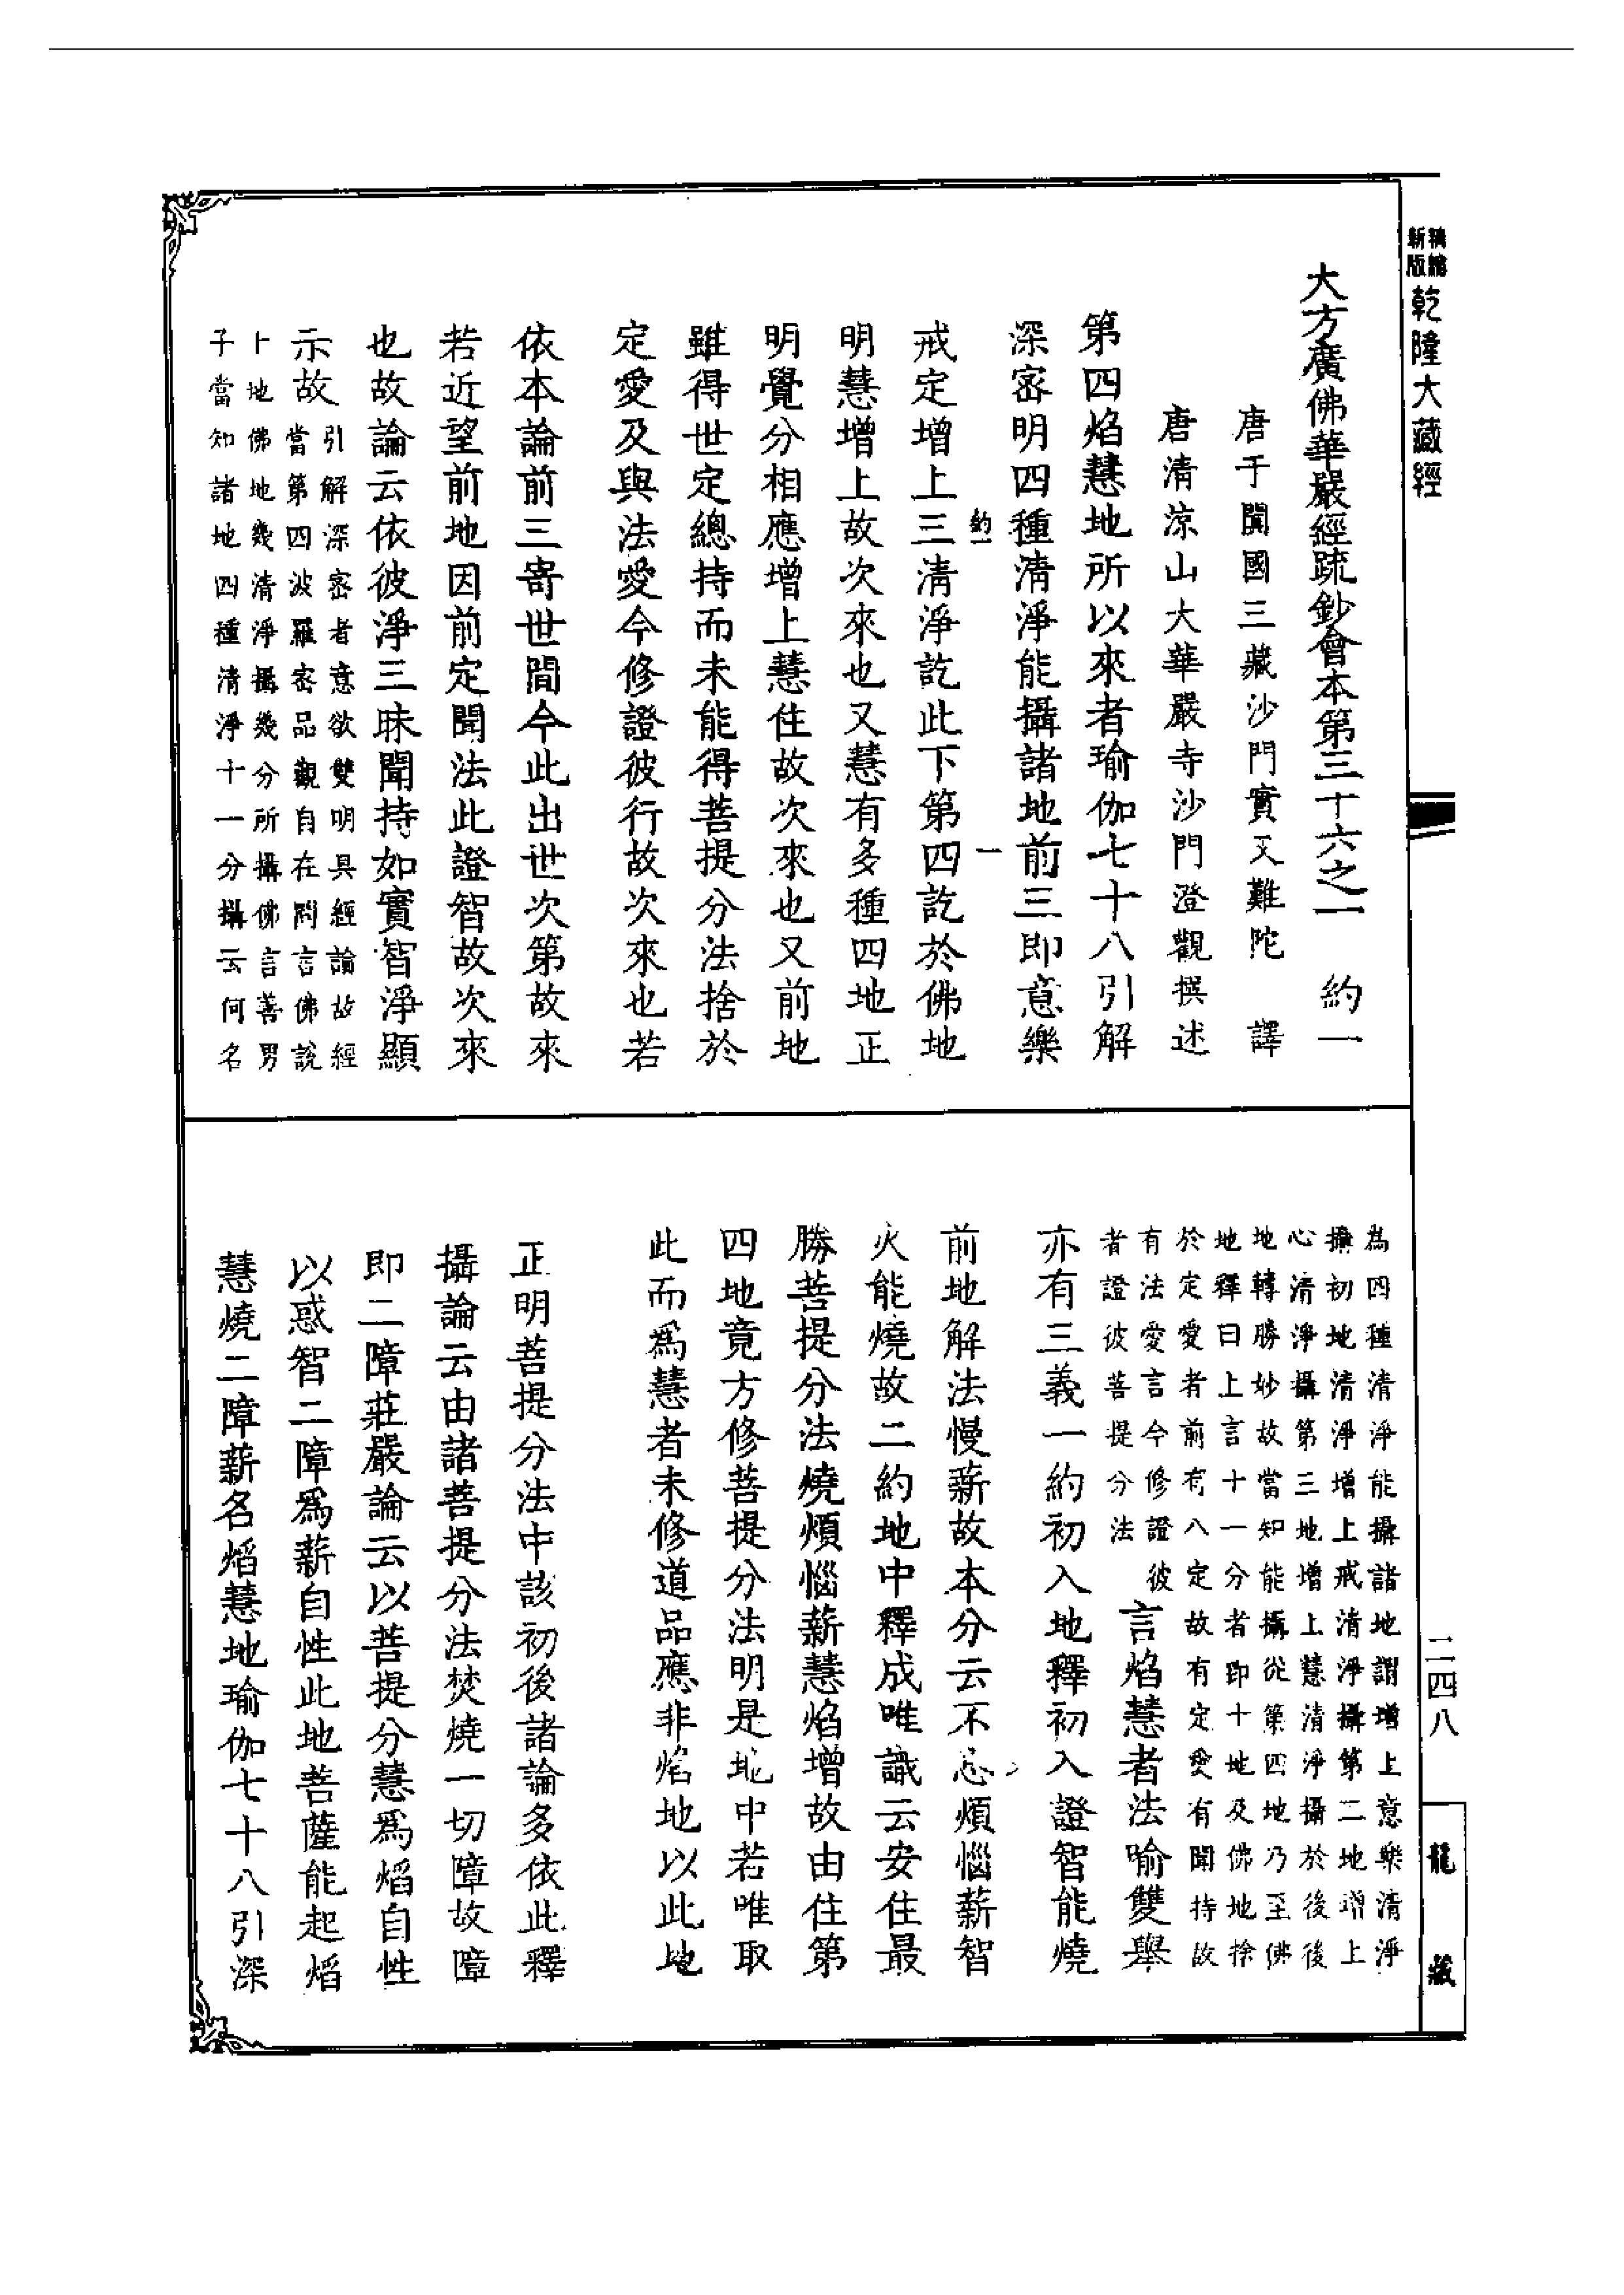 精編
新版
乾隆大藏經
大方廣佛華嚴經疏鈔會本第三十六之一　約一
唐于闐國三藏沙門實叉難陀　譯
唐清涼山大華嚴寺沙門澄觀撰述
第四焰慧地所以來者瑜伽七十八引解
深密明四種清淨能攝諸地前三即意樂
約一　一
戒定增上三清淨訖此下第四訖於佛地
明慧增上故次來也又慧有多種四地正
明覺分相應增上慧住故次來也又前地
雖得世定總持而未能得菩提分法捨於
定愛及與法愛今修證彼行故次來也若
依本論前三寄世間今此出世次第故來
若近望前地因前定聞法此證智故次來
也故論云依彼淨三昧聞持如實智淨顯
示故
引解深密者意欲雙明具經論故經
當第四波羅密品觀自在問言佛說
十地佛地幾清淨攝幾分所攝佛言善男
子當知諸地四種清淨十一分攝云何名
為四種清淨能攝諸地謂增上意樂清淨
攝初地清淨增上戒清淨攝第二地增上
心清淨攝第三地增上慧清淨攝於後後
地轉勝妙故當知能攝從第四地乃至佛
地釋曰上言十一分者即十地及佛地捨
於定愛者前有八定故有定愛有聞持故
有法愛言今修證彼
者證彼菩提分法
言焰慧者法喻雙舉
亦有三義一約初入地釋初入證智能燒
前地解法慢薪故本分云不忘煩惱薪智
火能燒故二約地中釋成唯識云安住最
勝菩提分法燒煩惱薪慧焰增故由住第
四地竟方修菩提分法明是地中若唯取
此而為慧者未修道品應非焰地以此地
正明菩提分法中該初後諸論多依此釋
攝論云由諸菩提分法焚燒一切障故障
即二障莊嚴論云以菩提分慧為焰自性
以惑智二障為薪自性此地菩薩能起焰
慧燒二障薪名焰慧地瑜伽七十八引深
二四八
龍藏